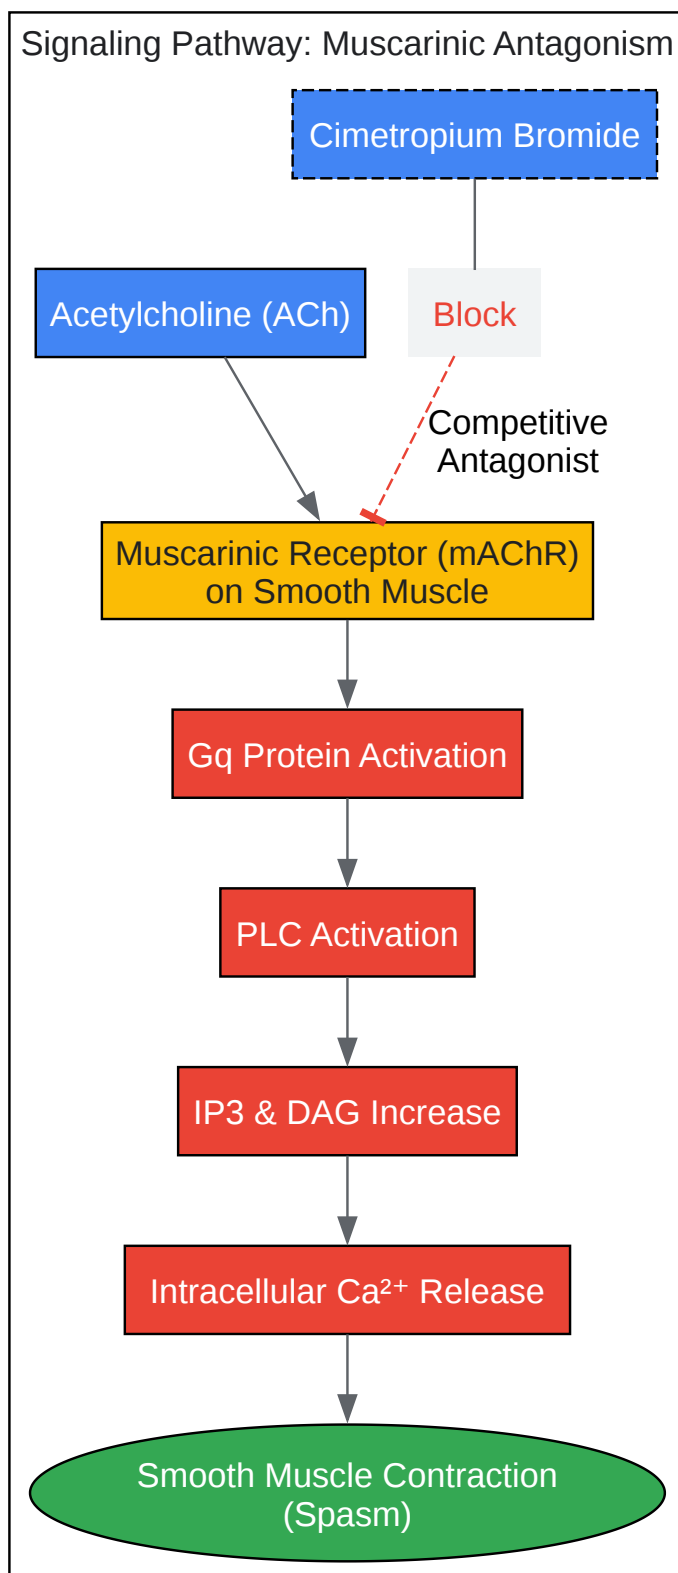 Signaling Pathway: Muscarinic Antagonism
Cimetropium Bromide
Acetylcholine (ACh)
Block
Competitive
Antagonist
Muscarinic Receptor (mAChR)
on Smooth Muscle
Gq Protein Activation
PLC Activation
IP3 & DAG Increase
Intracellular Ca²⁺ Release
Smooth Muscle Contraction
(Spasm)